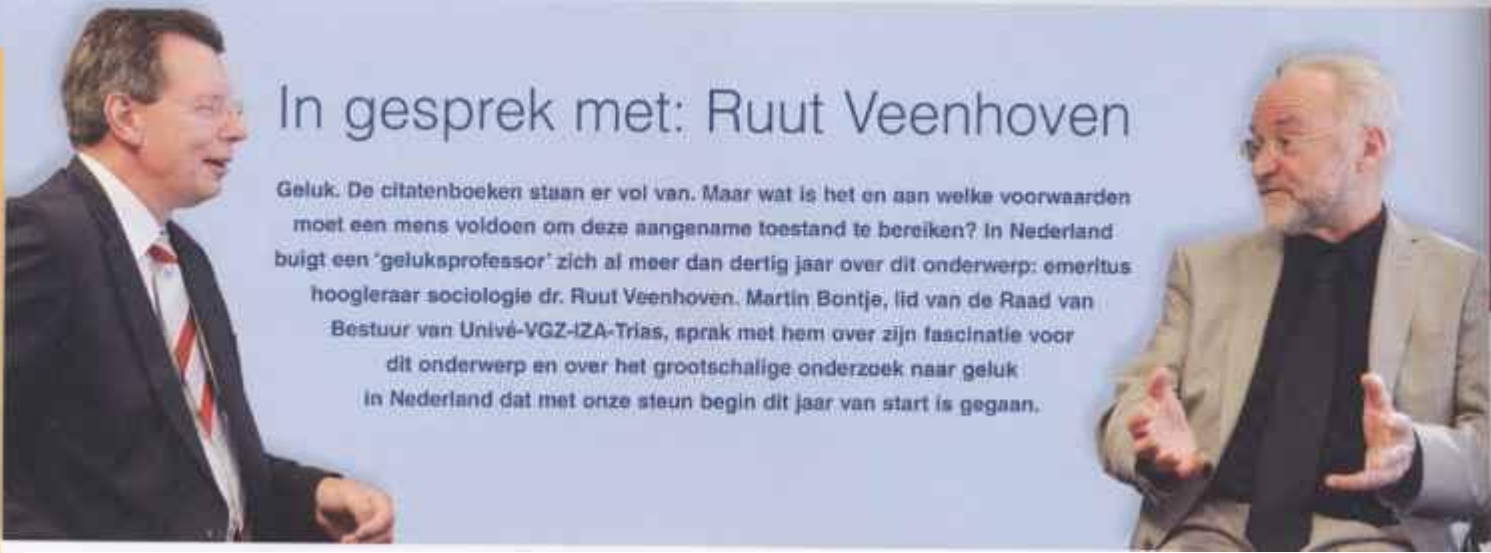 In gesprek met: Ruut Veenhoven
Geluk. De citatenboeken staan er vol van. Maar wat is het en aan welke voorwaarden
moet een mens voldoen om deze aangename toestand te bereiken? In Nederland
buigt een 'geluksprofessor' zich al meer dan dertig jaar over dit onderwerp: emeritus
hoogleraar sociologie dr. Ruut Veenhoven. Martin Bontje, lid van de Raad van
Bestuur van Univé-VGZ-IZA-Trias, sprak met hem over zijn fascinatie voor
dit onderwerp en over het grootschalige onderzoek naar geluk
in Nederland dat met onze steun begin dit jaar van start is gegaan.